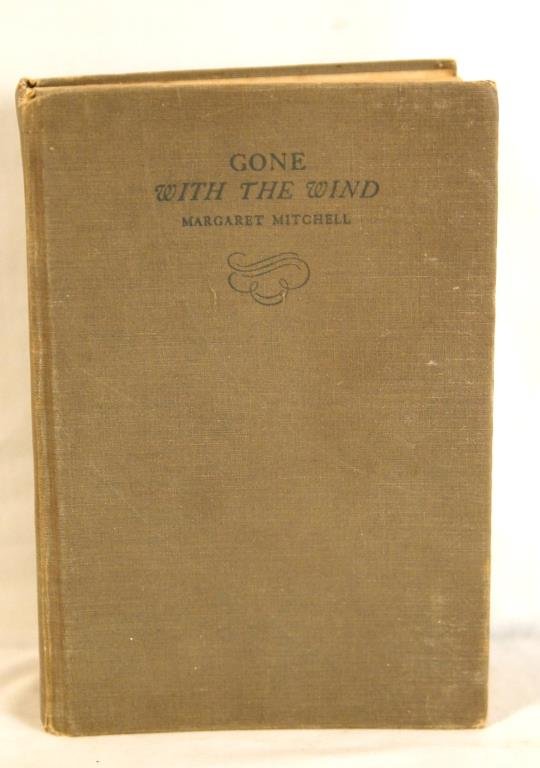 GONE
WITH THE WIND
MARGARET MITCHELL